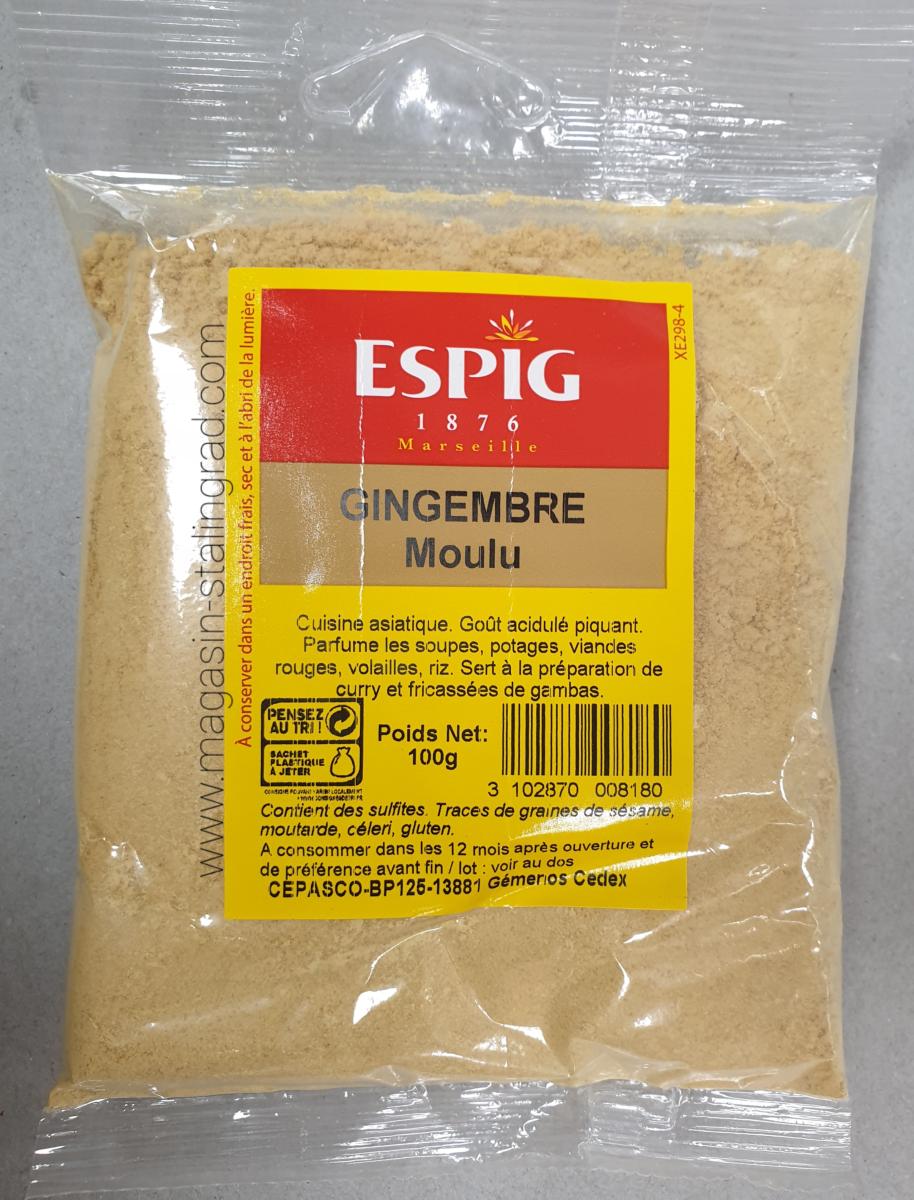 ESPIG
1876
Marseille
XE298-4
GINGEMBRE
Moulu
À conserver dans un endroit frais, sec et à l'abri de la lumière.
www.magasin-stalingrad.com
Cuisine asiatique. Goût acidulé piquant.
Parfume les soupes, potages, viandes
rouges, volailles, riz. Sert à la préparation de
curry et fricassées de gambas.
PENSEZ
AU TRI !
SACHET
PLASTIQUE
À JETER
Poids Net:
100g
3 102870 008180
Contient des sulfites. Traces de graines de sésame,
moutarde, céleri, gluten.
A consommer dans les 12 mois après ouverture et
de préférence avant fin / lot : voir au dos
CEPASCO-BP125-13881 Gémenos Cedex